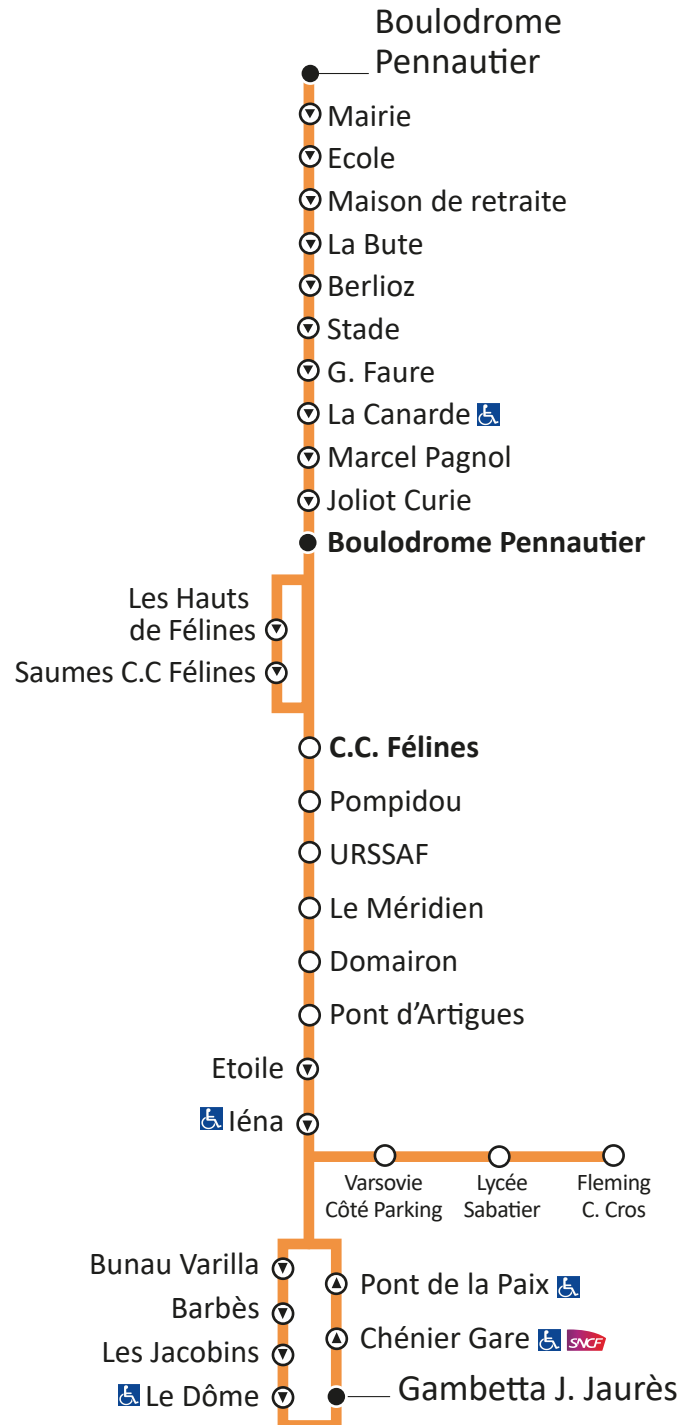 Boulodrome
Pennautier
Mairie
Ecole
Maison de retraite
La Bute
Berlioz
Stade
G. Faure
La Canarde
Marcel Pagnol
Joliot Curie
Boulodrome Pennautier
Les Hauts
de Félines
Saumes C.C Félines
C.C. Félines
Pompidou
URSSAF
Le Méridien
Domairon
Pont d'Artigues
Etoile
Iéna
Varsovie
Côté Parking
Lycée
Sabatier
Fleming
C. Cros
Bunau Varilla
Barbès
Les Jacobins
Le Dôme
Pont de la Paix
Chénier Gare SNCF
Gambetta J. Jaurès